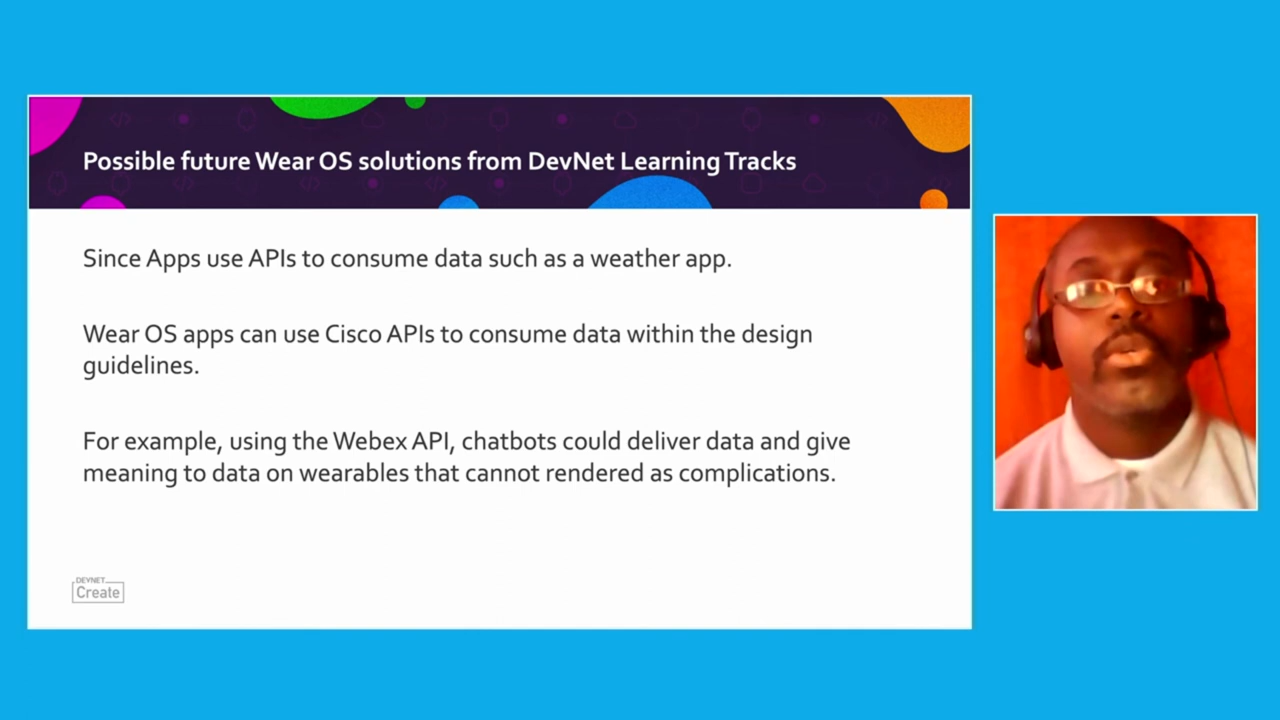 Possible future Wear OS solutions from DevNet Learning Tracks
Since Apps use APIs to consume data such as a weather app.
Wear OS apps can use Cisco APIs to consume data within the design
guidelines.
For example, using the Webex API, chatbots could deliver data and give
meaning to data on wearables that cannot rendered as complications.
DEVNET
Create